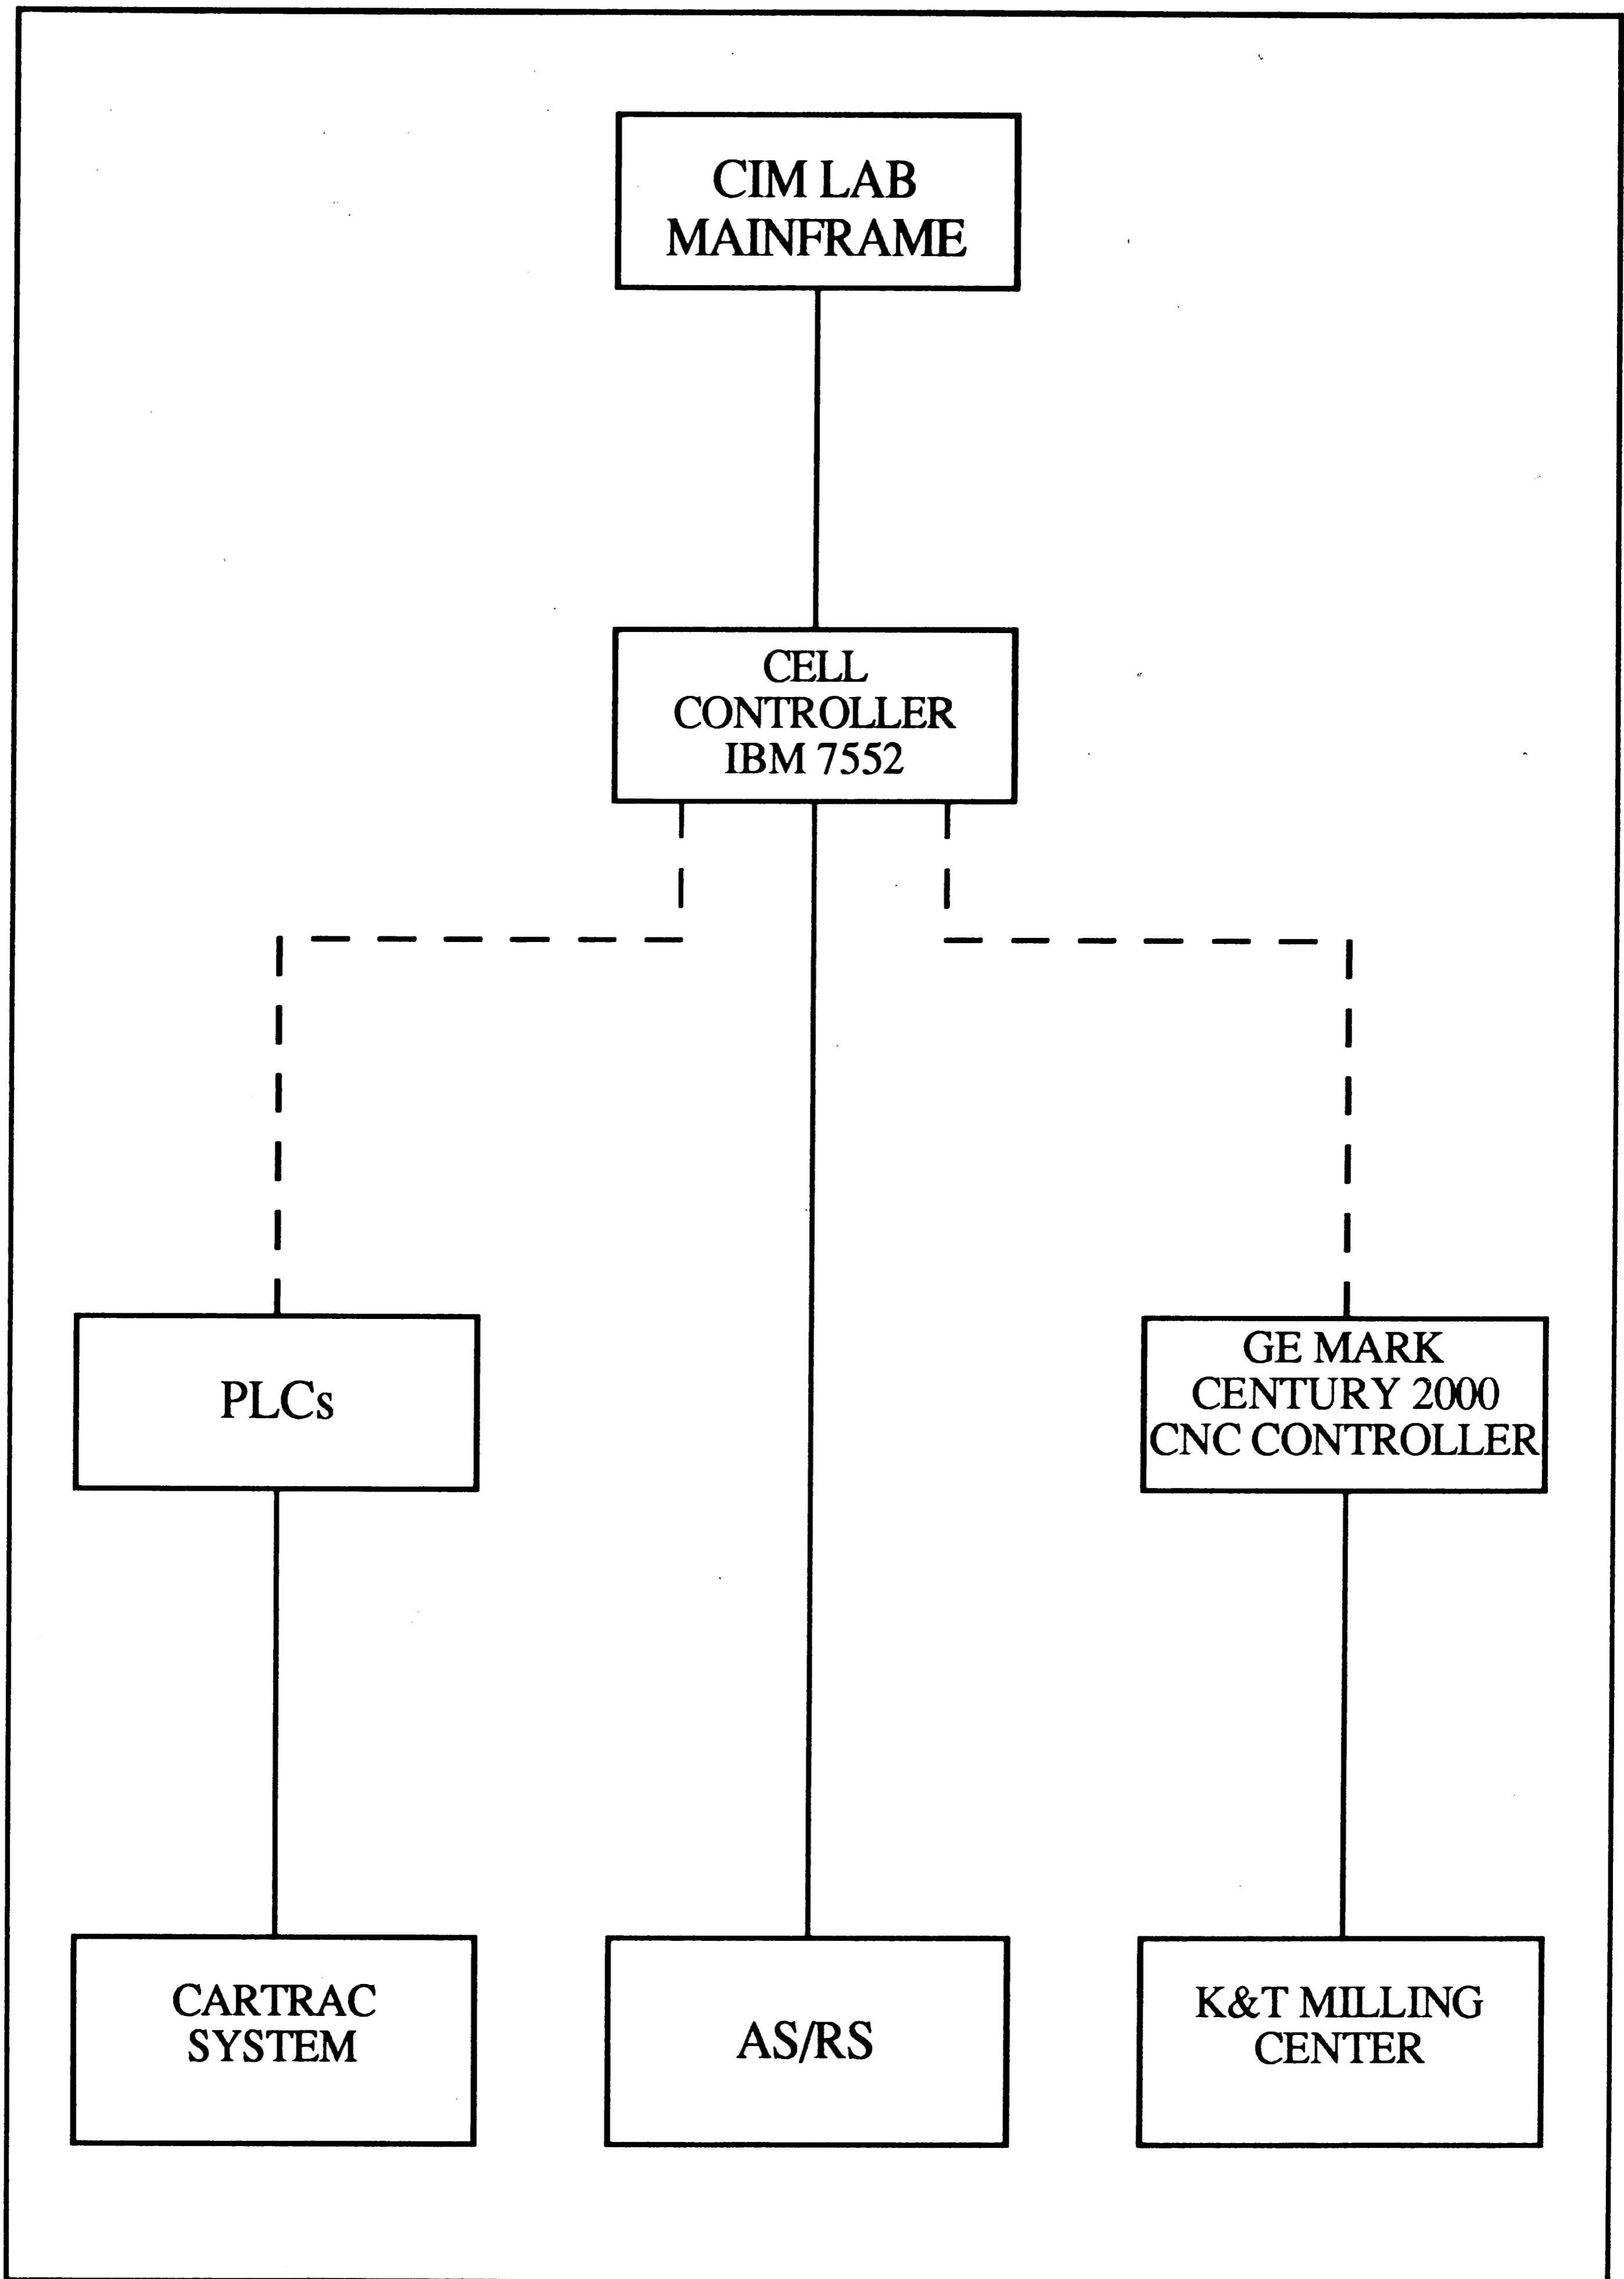 CIM LAB
MAINFRAME
CELL
CONTROLLER
IBM 7552
PLCs
GE MARK
CENTURY 2000
CNC CONTROLLER
CARTRAC
SYSTEM
AS/RS
K&T MILLING
CENTER